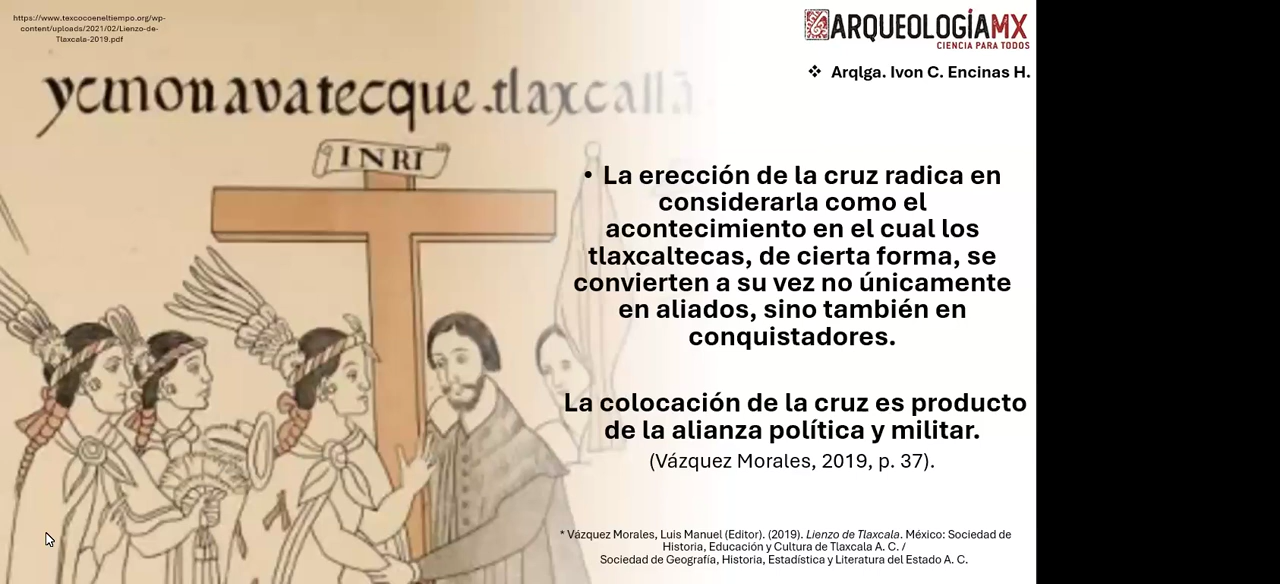 https://www.texcocoeneltiempo.org/wp-
content/uploads/2021/02/Lienzo-de-
Tlaxcala-2019.pdf
ARQUEOLOGÍAMX
CIENCIA PARA TODOS
❖ Arqlga. Ivon C. Encinas H.
ycmonavatecque.tlaxcalla
INRI
• La erección de la cruz radica en
considerarla como el
acontecimiento en el cual los
tlaxcaltecas, de cierta forma, se
convierten a su vez no únicamente
en aliados, sino también en
conquistadores.
La colocación de la cruz es producto
de la alianza política y militar.
(Vázquez Morales, 2019, p. 37).
* Vázquez Morales, Luis Manuel (Editor). (2019). Lienzo de Tlaxcala. México: Sociedad de
Historia, Educación y Cultura de Tlaxcala A. C. /
Sociedad de Geografía, Historia, Estadística y Literatura del Estado A. C.